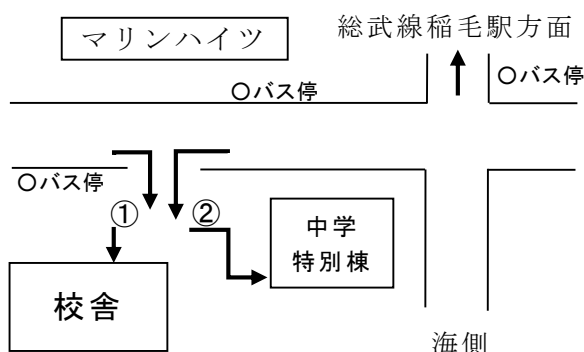 マリンハイツ
総武線稲毛駅方面
○バス停
○バス停
○バス停
① ②
中学
特別棟
校舎
海側